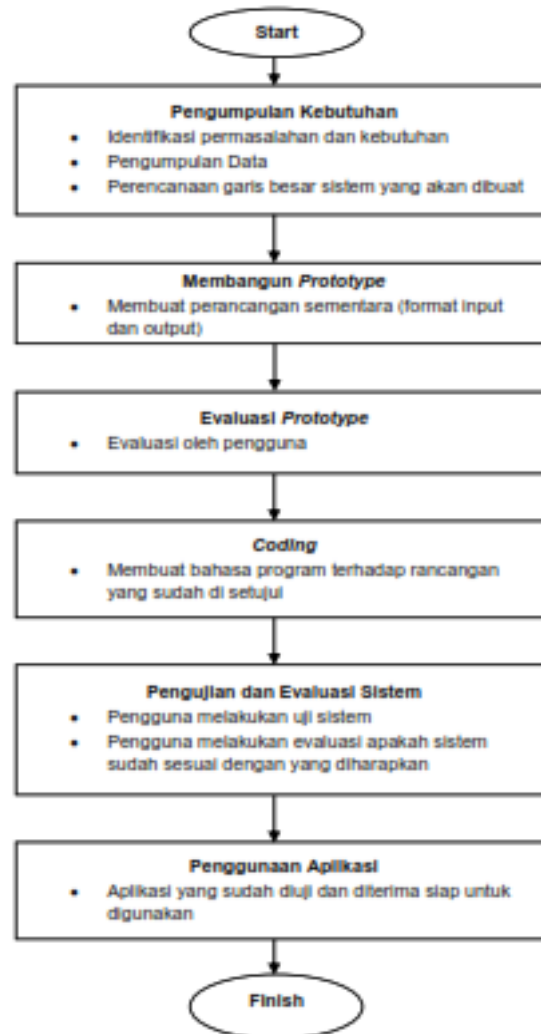 Start
Pengumpulan Kebutuhan
• Identifikasi permasalahan dan kebutuhan
• Pengumpulan Data
• Perencanaan garis besar sistem yang akan dibuat
Membangun Prototype
• Membuat perancangan sementara (format input
dan output)
Evaluasi Prototype
• Evaluasi oleh pengguna
Coding
• Membuat bahasa program terhadap rancangan
yang sudah di setujui
Pengujian dan Evaluasi Sistem
• Pengguna melakukan uji sistem
• Pengguna melakukan evaluasi apakah sistem
sudah sesuai dengan yang diharapkan
Penggunaan Aplikasi
• Aplikasi yang sudah diuji dan diterima siap untuk
digunakan
Finish